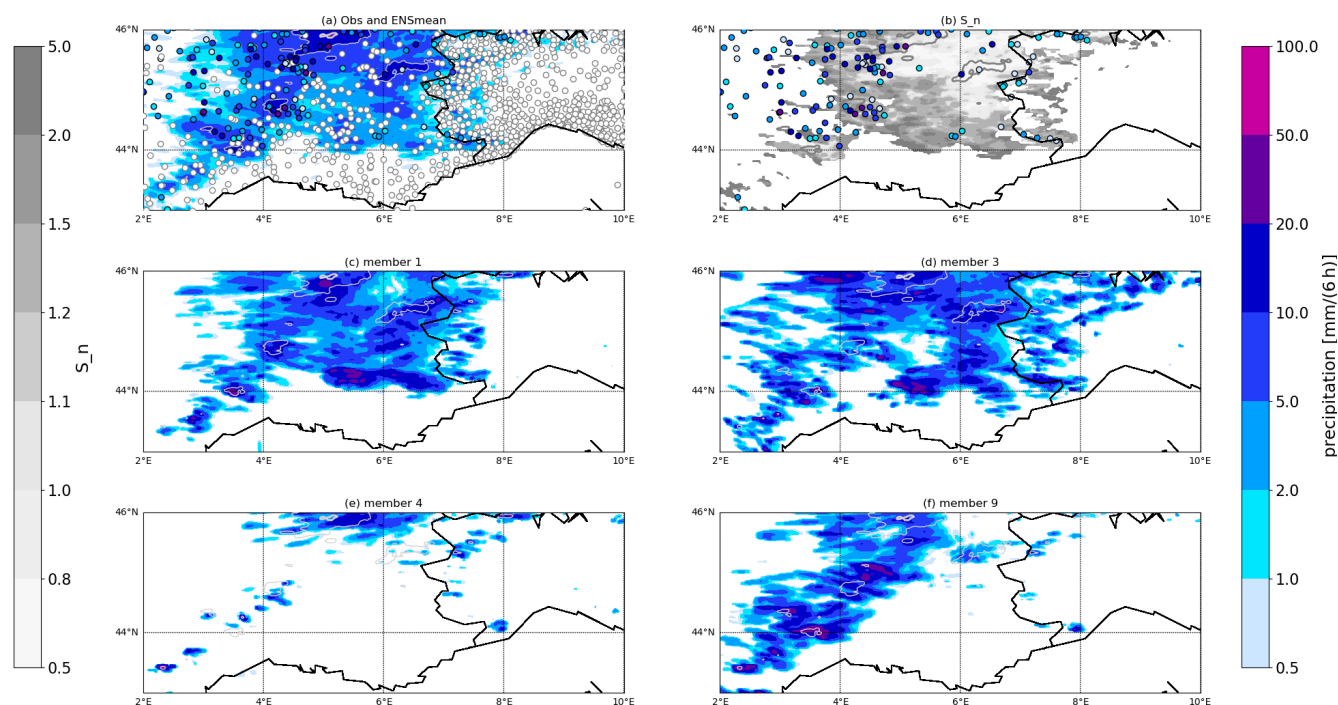 (a) Obs and ENSmean
46°N
44°N
2°E 4°E 6°E 8°E 10°E
(b) S_n
46°N
44°N
2°E 4°E 6°E 8°E 10°E
(c) member 1
46°N
44°N
2°E 4°E 6°E 8°E 10°E
(d) member 3
46°N
44°N
2°E 4°E 6°E 8°E 10°E
(e) member 4
46°N
44°N
2°E 4°E 6°E 8°E 10°E
(f) member 9
46°N
44°N
2°E 4°E 6°E 8°E 10°E
5.0
2.0
1.5
1.2
1.1
1.0
0.8
0.5
S_n
100.0
50.0
20.0
10.0
5.0
2.0
1.0
0.5
precipitation [mm/(6 h)]